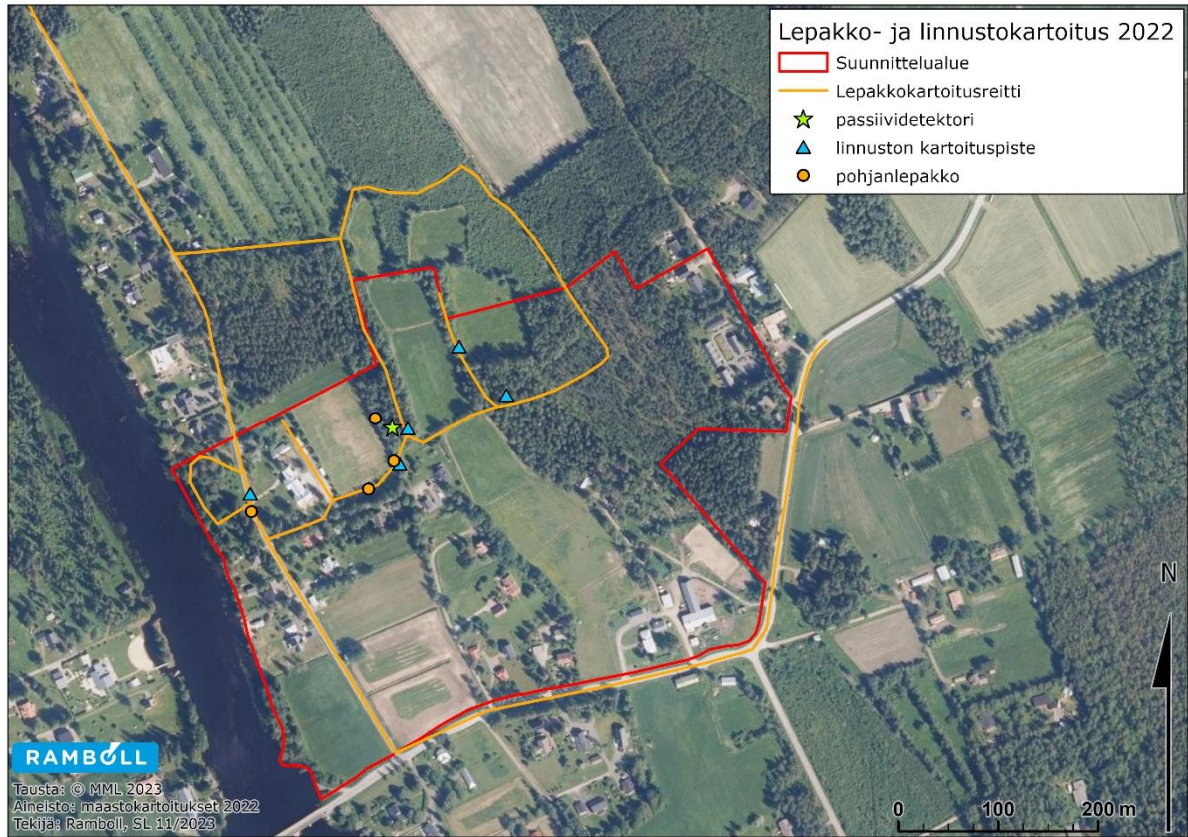 Lepakko- ja linnustokartoitus 2022
Suunnittelualue
Lepakkokartoitusreitti
passiividetektori
linnuston kartoituspiste
pohjanlepakko
N
RAMBOLL
Tausta: © MML 2023
Aineisto: maastokartoitukset 2022
Tekijä: Ramboll, SL 11/2023
0 100 200 m